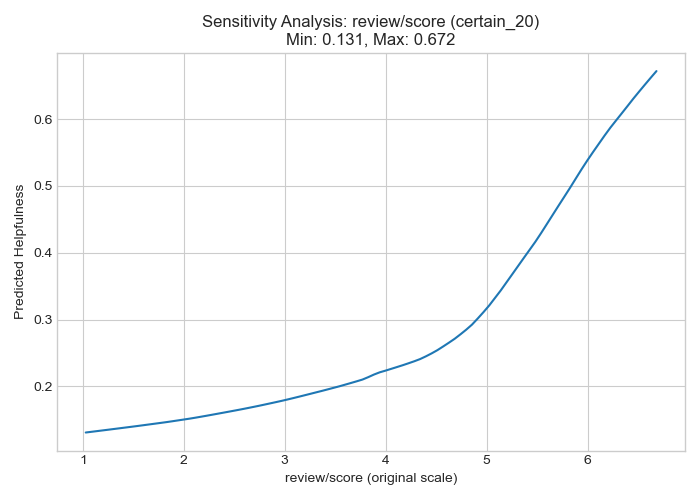 Sensitivity Analysis: review/score (certain_20)
Min: 0.131, Max: 0.672
Predicted Helpfulness
0.6
0.5
0.4
0.3
0.2
1 2 3 4 5 6
review/score (original scale)